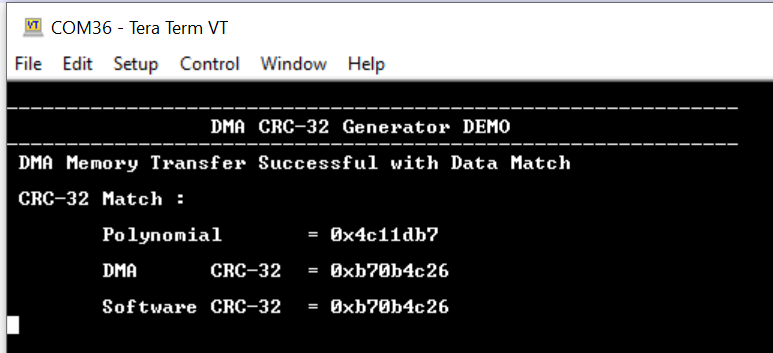 VT COM36 - Tera Term VT
File Edit Setup Control Window Help
DMA CRC-32 Generator DEMO
DMA Memory Transfer Successful with Data Match
CRC-32 Match :
Polynomial = 0x4c11db7
DMA CRC-32 = 0xb70b4c26
Software CRC-32 = 0xb70b4c26